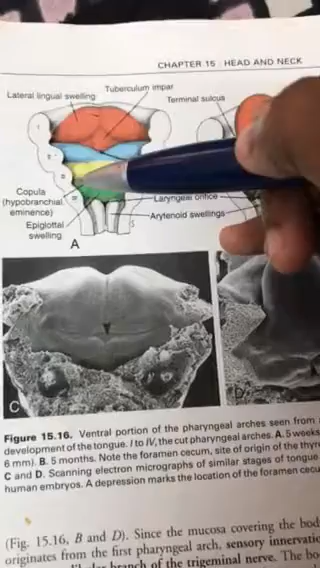 CHAPTER 15 HEAD AND NECK
Tuberculum impar
Lateral lingual swelling
Terminal sulcus
Copula
(hypobranchial
eminence)
Laryngeal orifice
Arytenoid swellings
Epiglottal
swelling
A
C
D
Figure 15.16. Ventral portion of the pharyngeal arches seen from
development of the tongue. I to IV, the cut pharyngeal arches. A. 5 weeks
6 mm). B. 5 months. Note the foramen cecum, site of origin of the
C and D. Scanning electron micrographs of similar stages of tongue
human embryos. A depression marks the location of the foramen
(Fig. 15.16, B and D). Since the mucosa covering the
originates from the first pharyngeal arch, sensory
branch of the trigeminal nerve. The